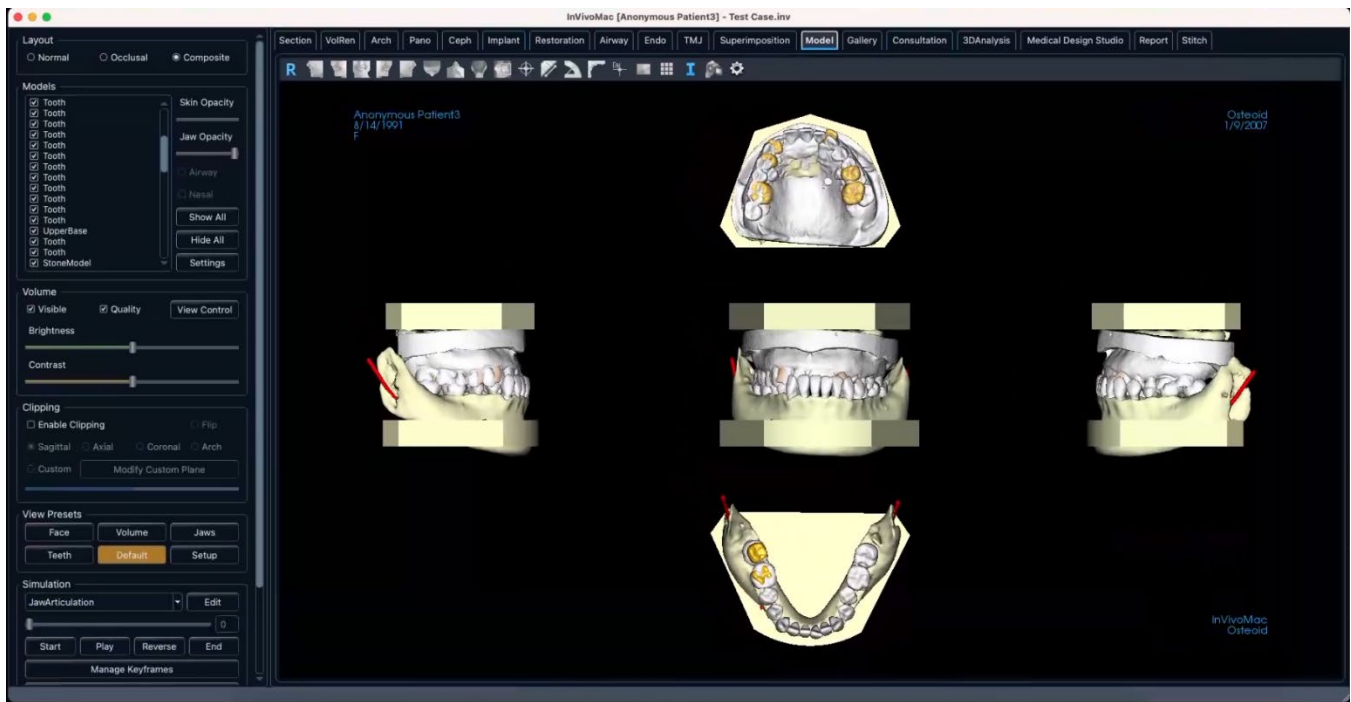 InVivoMac [Anonymous Patient3] - Test Case.inv
Section VolRen Arch Pano Ceph Implant Restoration Airway Endo TMJ Superimposition Model Gallery Consultation 3DAnalysis Medical Design Studio Report Stitch
Layout
Normal Occlusal Composite
Models
Tooth
Tooth
Tooth
Tooth
Tooth
Tooth
Tooth
Tooth
Tooth
Tooth
Tooth
Tooth
UpperBase
Tooth
Tooth
StoneModel
Skin Opacity
Jaw Opacity
Airway
Nasal
Show All
Hide All
Settings
Volume
Visible Quality View Control
Brightness
Contrast
Clipping
Enable Clipping Flip
Sagittal Axial Coronal Arch
Custom Modify Custom Plane
View Presets
Face Volume Jaws
Teeth Default Setup
Simulation
JawArticulation Edit
0
Start Play Reverse End
Manage Keyframes
R I
Anonymous Patient3
8/14/1991
F
Osteoid
1/9/2007
InVivoMac
Osteoid